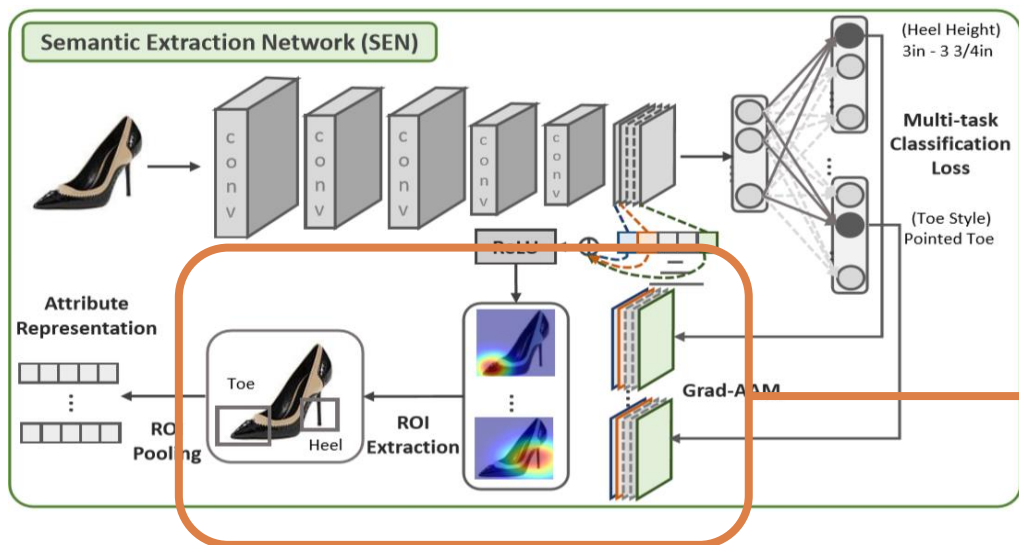 Semantic Extraction Network (SEN)
(Heel Height)
3in - 3 3/4in
conv
conv
conv
conv
conv
Multi-task
Classification
Loss
(Toe Style)
Pointed Toe
ReLU
Attribute
Representation
Toe
Heel
ROI
Extraction
Grad-AAM
ROI
Pooling